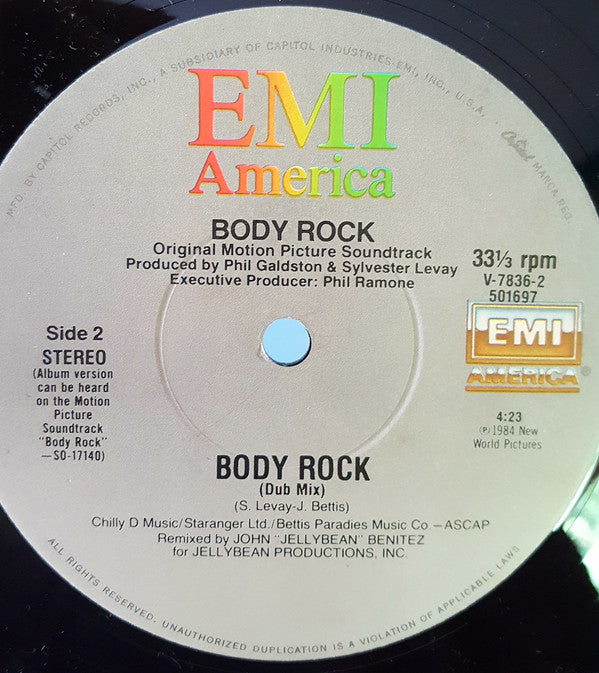 MFD. BY CAPITOL RECORDS, INC., A SUBSIDIARY OF CAPITOL INDUSTRIES-EMI, INC., U.S.A.
Capitol MARCA REG.
EMI
America
BODY ROCK
Original Motion Picture Soundtrack
Produced by Phil Galdston & Sylvester Levay
Executive Producer: Phil Ramone
33⅓ rpm
V-7836-2
501697
EMI
AMERICA®
Side 2
STEREO
(Album version
can be heard
on the Motion
Picture
Soundtrack
"Body Rock"
—SO-17140)
4:23
℗1984 New
World Pictures
BODY ROCK
(Dub Mix)
(S. Levay-J. Bettis)
Chilly D Music/Staranger Ltd./Bettis Paradies Music Co.—ASCAP
Remixed by JOHN "JELLYBEAN" BENITEZ
for JELLYBEAN PRODUCTIONS, INC.
ALL RIGHTS RESERVED. UNAUTHORIZED DUPLICATION IS A VIOLATION OF APPLICABLE LAWS